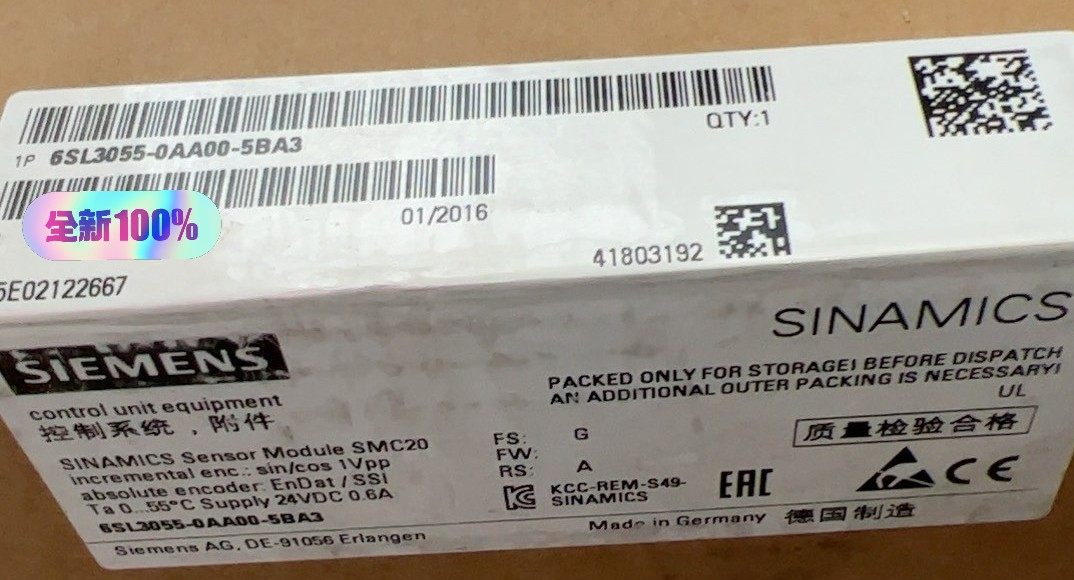 1P 6SL3055-0AA00-5BA3
QTY:1
全新100%
01/2016
41803192
5E02122667
SINAMICS
SIEMENS
PACKED ONLY FOR STORAGE! BEFORE DISPATCH
AN ADDITIONAL OUTER PACKING IS NECESSARY!
UL
control unit equipment
控制系统，附件
质量检验合格
SINAMICS Sensor Module SMC20
incremental enc.: sin/cos 1Vpp
absolute encoder: EnDat / SSI
Ta 0...55°C Supply 24VDC 0.6A
6SL3055-0AA00-5BA3
FS: G
FW:
RS: A
KCC-REM-S49-
SINAMICS
EAC
CE
Made in Germany 德国制造
Siemens AG, DE-91056 Erlangen